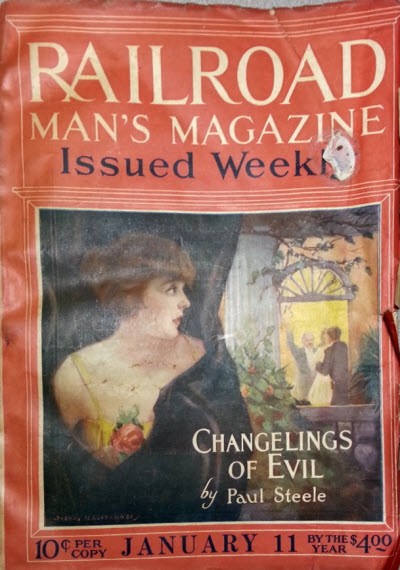 RAILROAD
MAN'S MAGAZINE
Issued Weekl
CHANGELINGS
OF EVIL
by Paul Steele
10¢ PER COPY JANUARY 11 BY THE YEAR $4.00